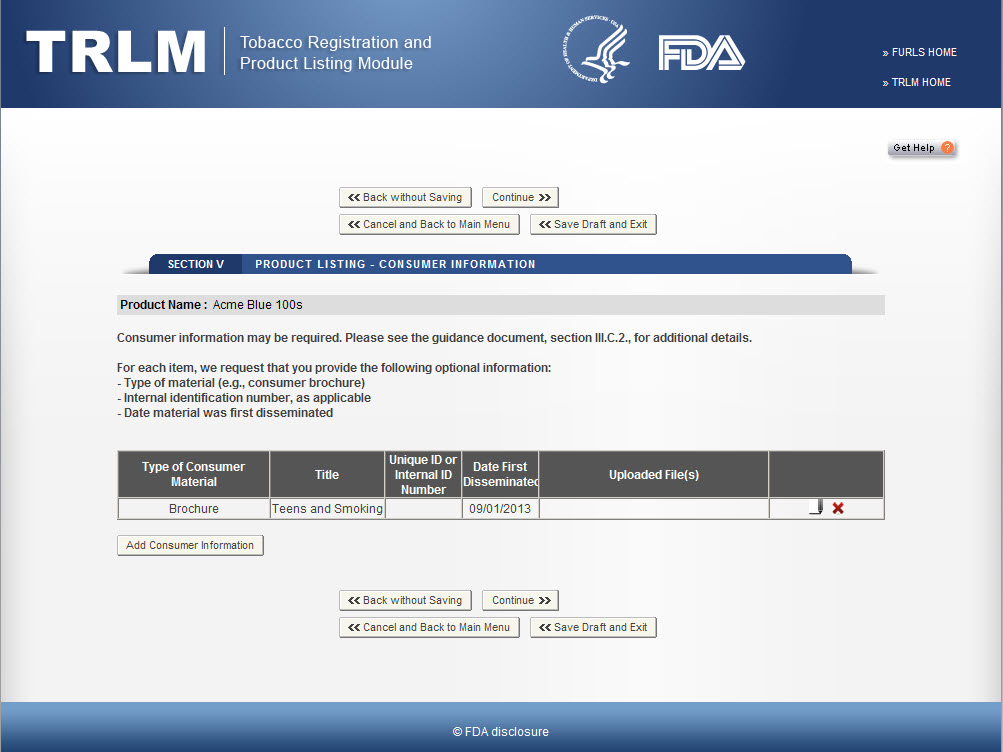 TRLM
Tobacco Registration and
Product Listing Module
DEPARTMENT OF HEALTH & HUMAN SERVICES · USA
FDA
» FURLS HOME
» TRLM HOME
Get Help ?
<< Back without Saving
Continue >>
<< Cancel and Back to Main Menu
<< Save Draft and Exit
SECTION V
PRODUCT LISTING - CONSUMER INFORMATION
Product Name : Acme Blue 100s
Consumer information may be required. Please see the guidance document, section III.C.2., for additional details.
For each item, we request that you provide the following optional information:
- Type of material (e.g., consumer brochure)
- Internal identification number, as applicable
- Date material was first disseminated
Type of Consumer
Material
Title
Unique ID or
Internal ID
Number
Date First
Disseminated
Uploaded File(s)
Brochure
Teens and Smoking
09/01/2013
Add Consumer Information
<< Back without Saving
Continue >>
<< Cancel and Back to Main Menu
<< Save Draft and Exit
© FDA disclosure